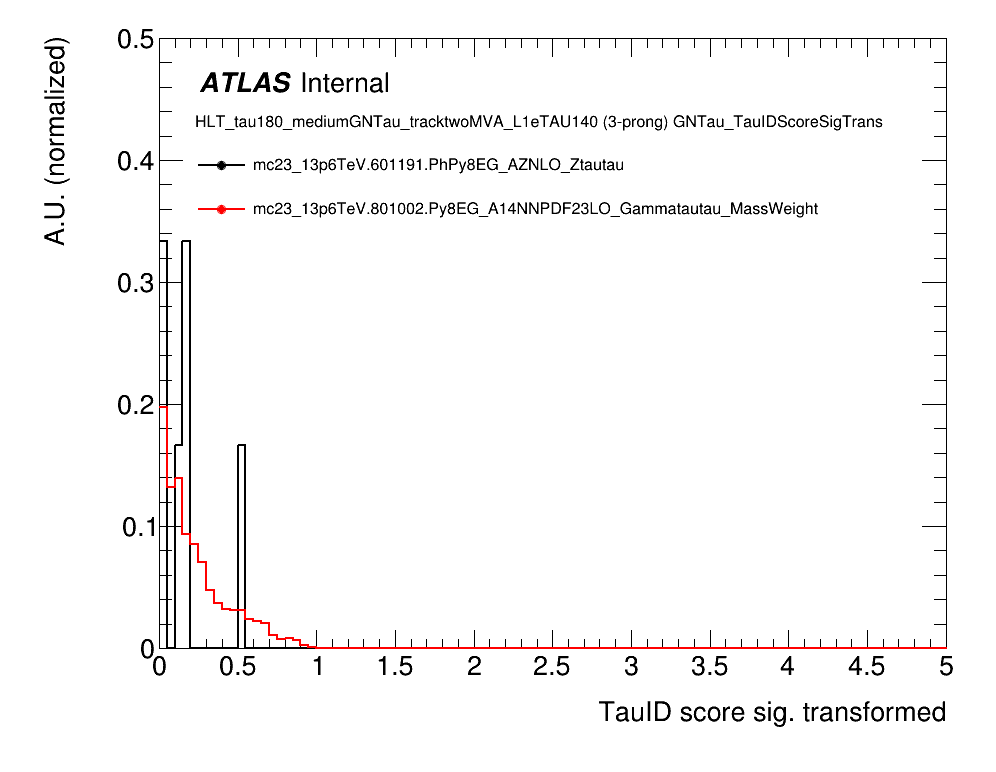 ATLAS Internal
HLT_tau180_mediumGNTau_tracktwoMVA_L1eTAU140 (3-prong) GNTau_TauIDScoreSigTrans
mc23_13p6TeV.601191.PhPy8EG_AZNLO_Ztautau
mc23_13p6TeV.801002.Py8EG_A14NNPDF23LO_Gammatautau_MassWeight
A.U. (normalized)
0.5
0.4
0.3
0.2
0.1
0
0 0.5 1 1.5 2 2.5 3 3.5 4 4.5 5
TauID score sig. transformed